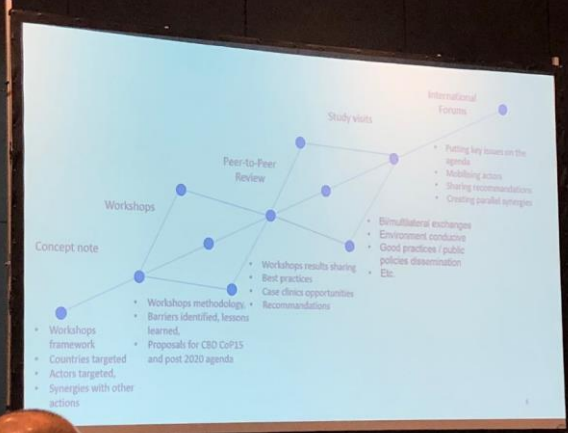 Concept note
• Workshops
framework
• Countries targeted
• Actors targeted,
• Synergies with other
actions
Workshops
• Workshops methodology,
• Barriers identified, lessons
learned,
• Proposals for CBD CoP15
and post 2020 agenda
Peer-to-Peer
Review
• Workshops results sharing
• Best practices
• Case clinics opportunities
• Recommandations
Study visits
• Bi/multilateral exchanges
• Environment conducive
• Good practices / public
policies dissemination
• Etc.
International
Forums
• Putting key issues on the
agenda
• Mobilising actors
• Sharing recommandations
• Creating parallel synergies